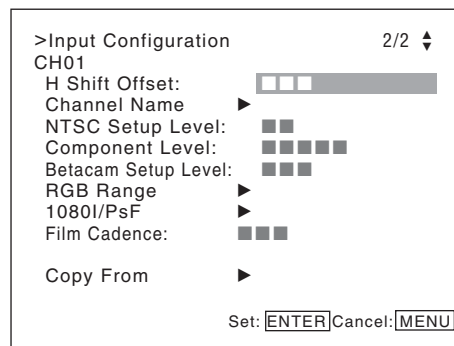 >Input Configuration 2/2
CH01
H Shift Offset: ■■■
Channel Name ►
NTSC Setup Level: ■■
Component Level: ■■■■■
Betacam Setup Level: ■■■
RGB Range ►
1080I/PsF ►
Film Cadence: ■■■
Copy From ►
Set: ENTER Cancel: MENU